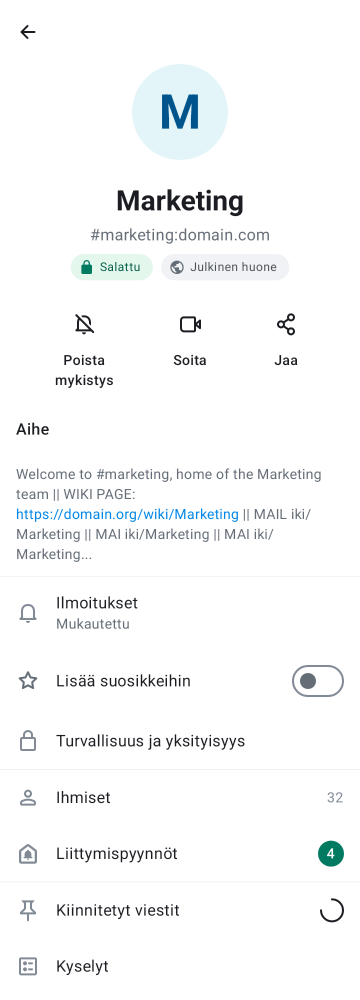 M
Marketing
#marketing:domain.com
Salattu
Julkinen huone
Poista
mykistys
Soita
Jaa
Aihe
Welcome to #marketing, home of the Marketing
team || WIKI PAGE:
https://domain.org/wiki/Marketing || MAIL iki/
Marketing || MAI iki/Marketing || MAI iki/
Marketing...
Ilmoitukset
Mukautettu
Lisää suosikkeihin
Turvallisuus ja yksityisyys
Ihmiset
32
Liittymispyynnöt
4
Kiinnitetyt viestit
Kyselyt